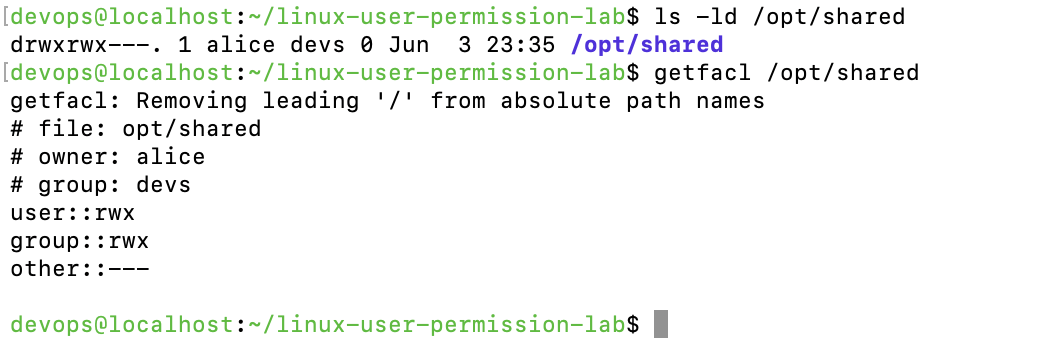 [devops@localhost:~/linux-user-permission-lab$ ls -ld /opt/shared
drwxrwx---. 1 alice devs 0 Jun  3 23:35 /opt/shared
[devops@localhost:~/linux-user-permission-lab$ getfacl /opt/shared
getfacl: Removing leading '/' from absolute path names
# file: opt/shared
# owner: alice
# group: devs
user::rwx
group::rwx
other::---
devops@localhost:~/linux-user-permission-lab$